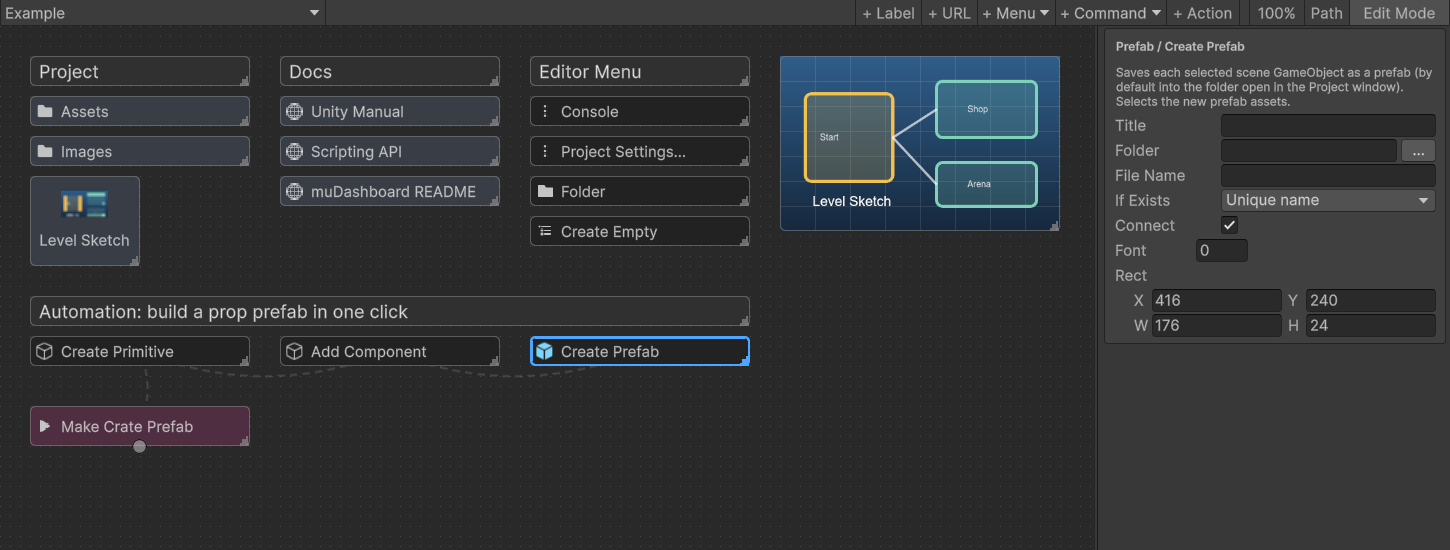 Example
+ Label
+ URL
+ Menu
+ Command
+ Action
100%
Path
Edit Mode
Project
Assets
Images
Level Sketch
Docs
Unity Manual
Scripting API
muDashboard README
Editor Menu
Console
Project Settings...
Folder
Create Empty
Start
Shop
Arena
Level Sketch
Automation: build a prop prefab in one click
Create Primitive
Add Component
Create Prefab
Make Crate Prefab
Prefab / Create Prefab
Saves each selected scene GameObject as a prefab (by
default into the folder open in the Project window).
Selects the new prefab assets.
Title
Folder
...
File Name
If Exists Unique name
Connect
Font 0
Rect
X 416 Y 240
W 176 H 24